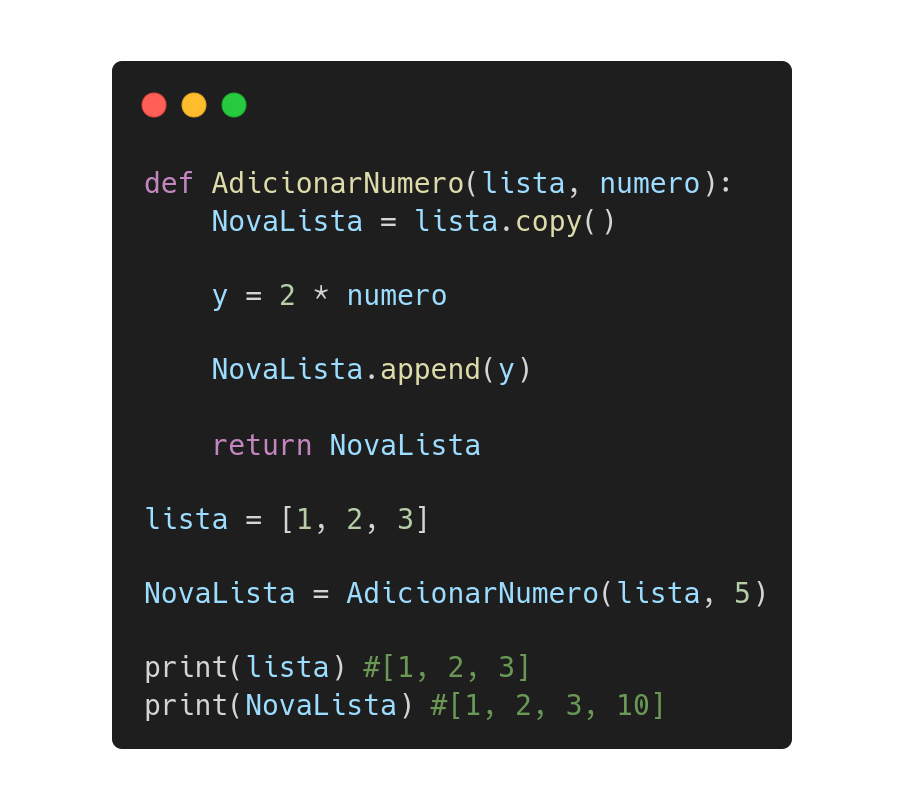 def AdicionarNumero(lista, numero):
    NovaLista = lista.copy()
    y = 2 * numero
    NovaLista.append(y)
    return NovaLista
lista = [1, 2, 3]
NovaLista = AdicionarNumero(lista, 5)
print(lista) #[1, 2, 3]
print(NovaLista) #[1, 2, 3, 10]